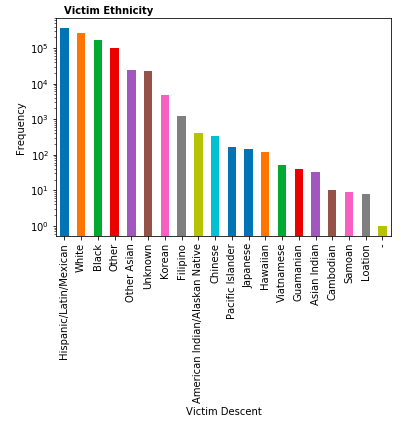 Victim Ethnicity
Frequency
10^5
10^4
10^3
10^2
10^1
10^0
Hispanic/Latin/Mexican
White
Black
Other
Other Asian
Unknown
Korean
Filipino
American Indian/Alaskan Native
Chinese
Pacific Islander
Japanese
Hawaiian
Viatnamese
Guamanian
Asian Indian
Cambodian
Samoan
Loation
-
Victim Descent